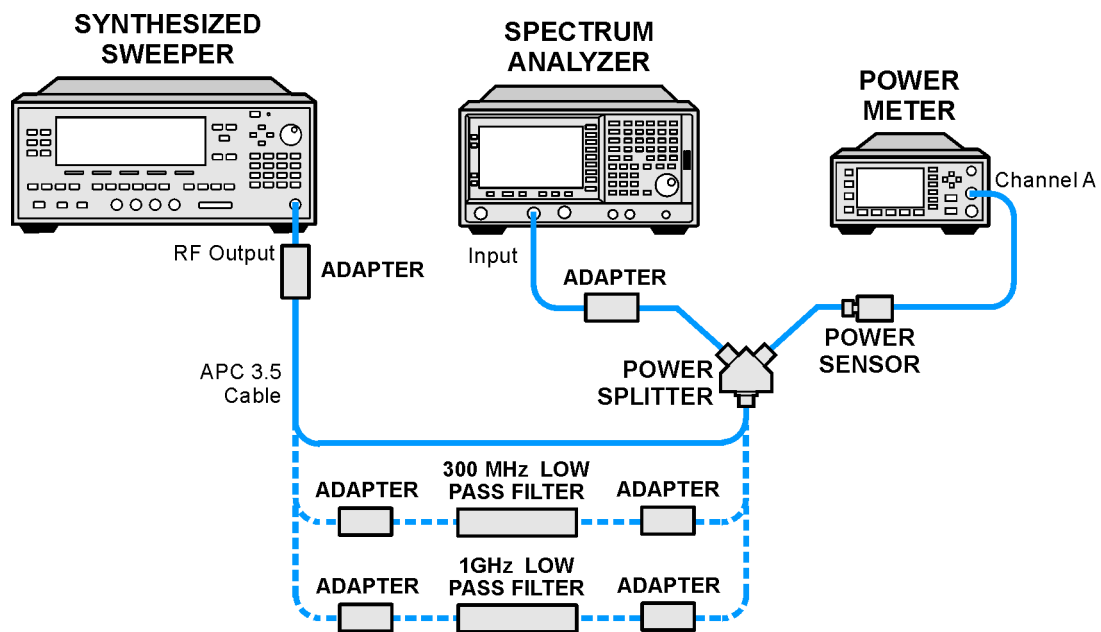 SYNTHESIZED
SWEEPER
SPECTRUM
ANALYZER
POWER
METER
Channel A
RF Output
ADAPTER
Input
ADAPTER
POWER
SENSOR
APC 3.5
Cable
POWER
SPLITTER
300 MHz LOW
PASS FILTER
ADAPTER
ADAPTER
1GHz LOW
PASS FILTER
ADAPTER
ADAPTER